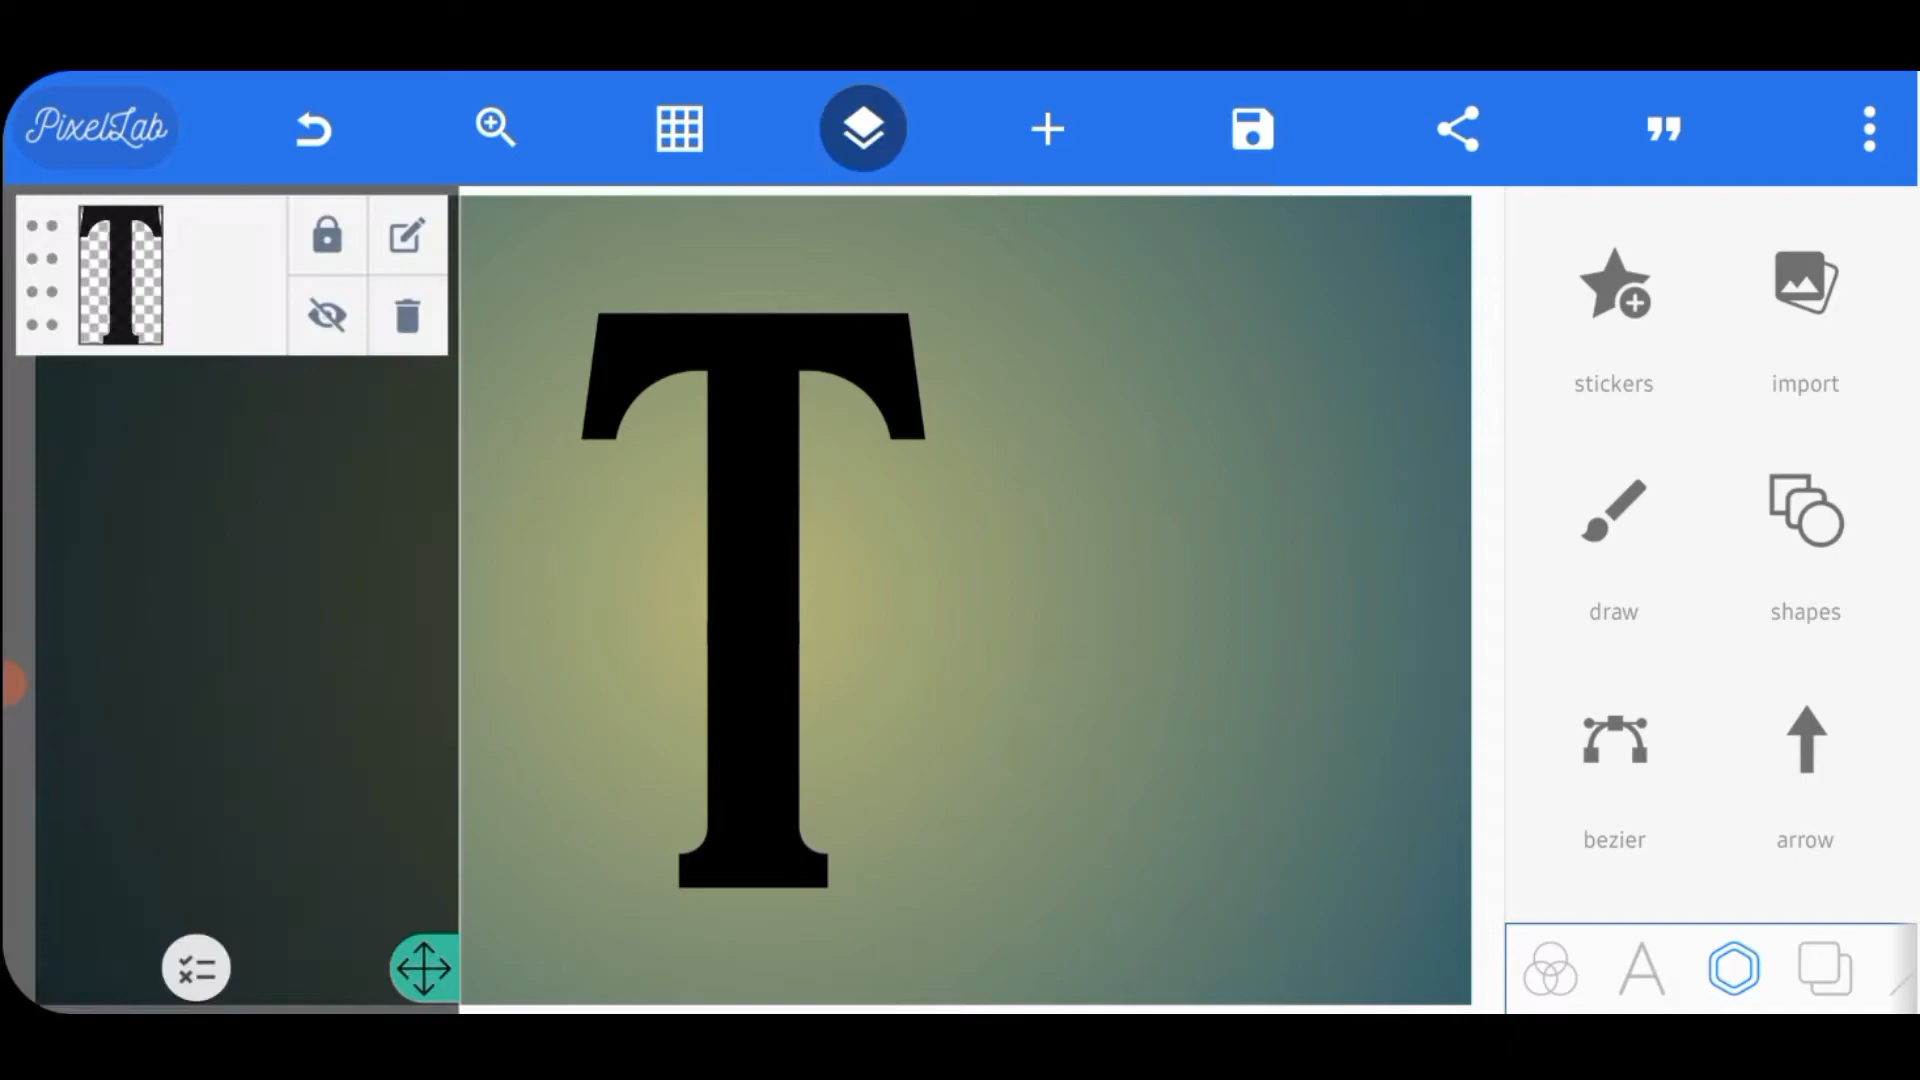 PixelLab
T
T
stickers import
draw shapes
bezier arrow